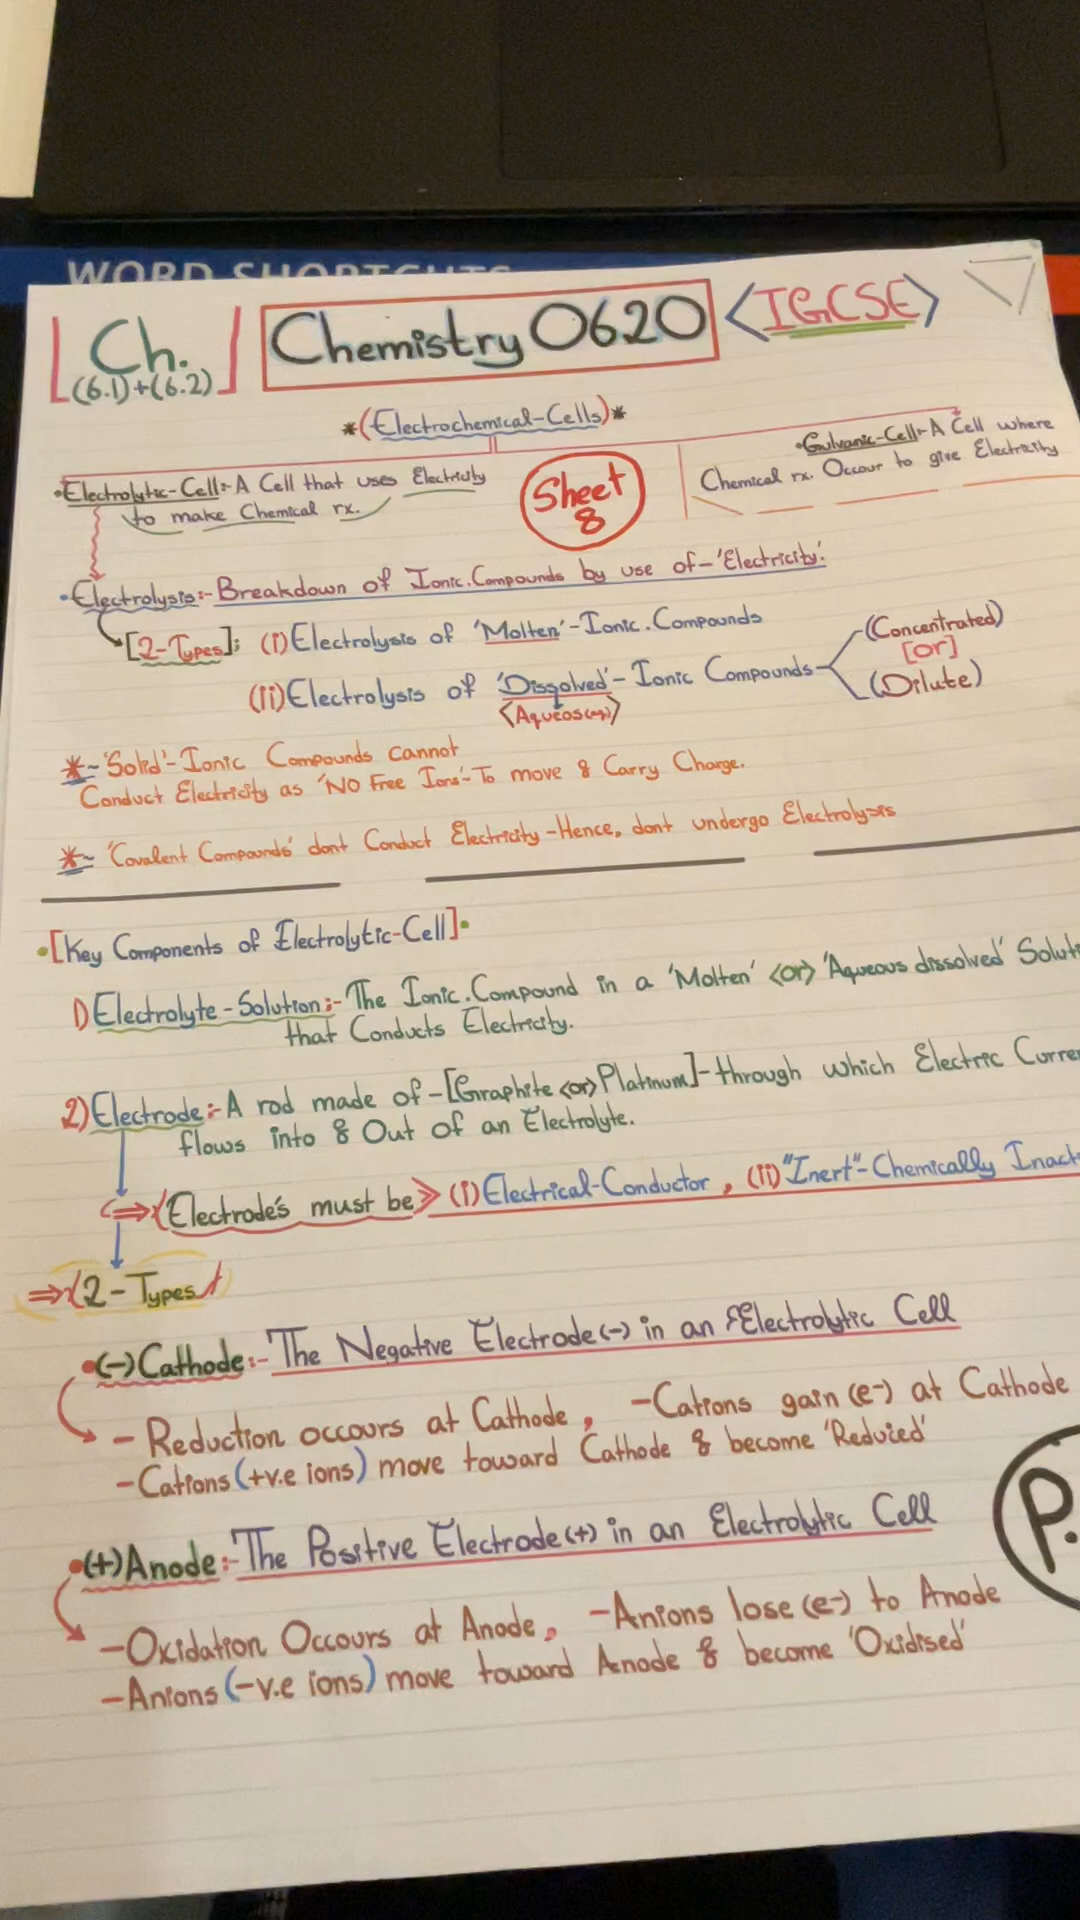 WORD SHORTCUTS
Ch.
(6.1)+(6.2)
Chemistry 0620
<IGCSE>
*(Electrochemical-Cells)*
•Electrolytic-Cell:-A Cell that uses Electricity
to make Chemical rx.
Sheet
8
•Galvanic-Cell-A Cell where
Chemical rx. Occour to give Electricity
•Electrolysis:-Breakdown of Ionic.Compounds by use of-'Electricity'.
[2-Types]: (i)Electrolysis of 'Molten'-Ionic.Compounds
(ii)Electrolysis of 'Dissolved'-Ionic Compounds
<Aqueos(aq)>
(Concentrated)
[or]
(Dilute)
*~'Solid'-Ionic Compounds cannot
Conduct Electricity as 'NO Free Ions'-To move & Carry Charge.
*~ 'Covalent Compounds' dont Conduct Electricity-Hence, dont undergo Electrolysis
•[Key Components of Electrolytic-Cell]•
1)Electrolyte-Solution:-The Ionic.Compound in a 'Molten' <or> 'Aqueous dissolved'
that Conducts Electricity.
2)Electrode:-A rod made of-[Graphite <or> Platinum]-through which Electric
flows into & Out of an Electrolyte.
⇒(Electrode's must be≫ (i)Electrical-Conductor, (ii)"Inert"-Chemically
⇒(2-Types)
•(-)Cathode:-The Negative Electrode(-) in an Electrolytic Cell
-Reduction occours at Cathode, -Cations gain (e-) at Cathode
-Cations(+v.e ions) move toward Cathode & become 'Reduced'
P.
•(+)Anode:-The Positive Electrode(+) in an Electrolytic Cell
-Oxidation Occours at Anode, -Anions lose (e-) to Anode
-Anions(-v.e ions) move toward Anode & become 'Oxidised'